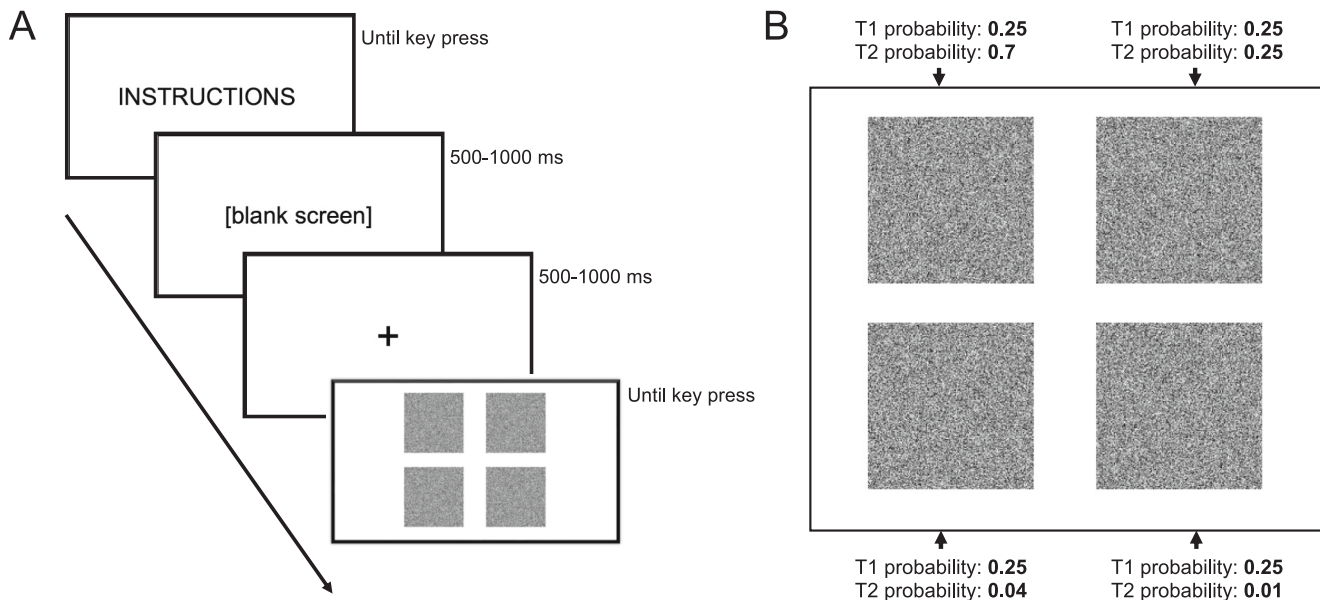 A
Until key press
INSTRUCTIONS
500-1000 ms
[blank screen]
500-1000 ms
+
Until key press
B
T1 probability: 0.25
T2 probability: 0.7
T1 probability: 0.25
T2 probability: 0.25
T1 probability: 0.25
T2 probability: 0.04
T1 probability: 0.25
T2 probability: 0.01